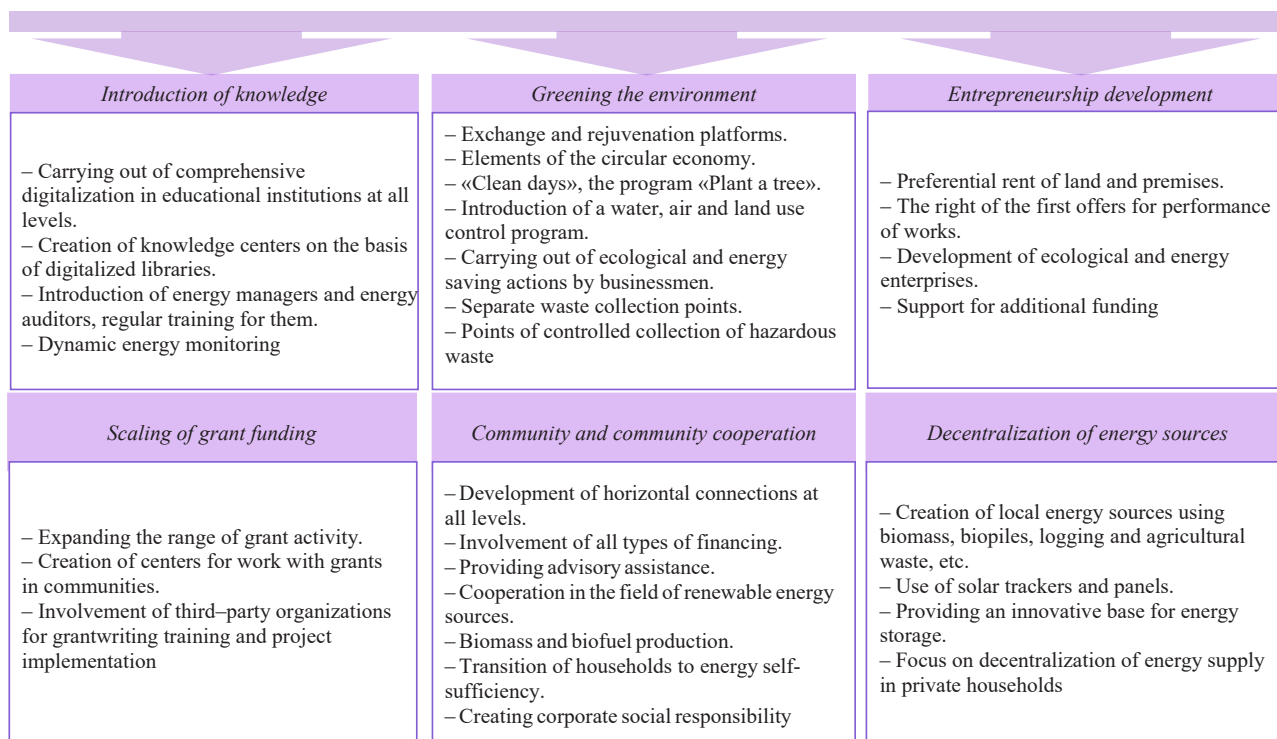 Introduction of knowledge
– Carrying out of comprehensive
digitalization in educational institutions at all
levels.
– Creation of knowledge centers on the basis
of digitalized libraries.
– Introduction of energy managers and energy
auditors, regular training for them.
– Dynamic energy monitoring
Greening the environment
– Exchange and rejuvenation platforms.
– Elements of the circular economy.
– «Clean days», the program «Plant a tree».
– Introduction of a water, air and land use
control program.
– Carrying out of ecological and energy
saving actions by businessmen.
– Separate waste collection points.
– Points of controlled collection of hazardous
waste
Entrepreneurship development
– Preferential rent of land and premises.
– The right of the first offers for performance
of works.
– Development of ecological and energy
enterprises.
– Support for additional funding
Scaling of grant funding
– Expanding the range of grant activity.
– Creation of centers for work with grants
in communities.
– Involvement of third–party organizations
for grantwriting training and project
implementation
Community and community cooperation
– Development of horizontal connections at
all levels.
– Involvement of all types of financing.
– Providing advisory assistance.
– Cooperation in the field of renewable energy
sources.
– Biomass and biofuel production.
– Transition of households to energy self-
sufficiency.
– Creating corporate social responsibility
Decentralization of energy sources
– Creation of local energy sources using
biomass, biopiles, logging and agricultural
waste, etc.
– Use of solar trackers and panels.
– Providing an innovative base for energy
storage.
– Focus on decentralization of energy supply
in private households